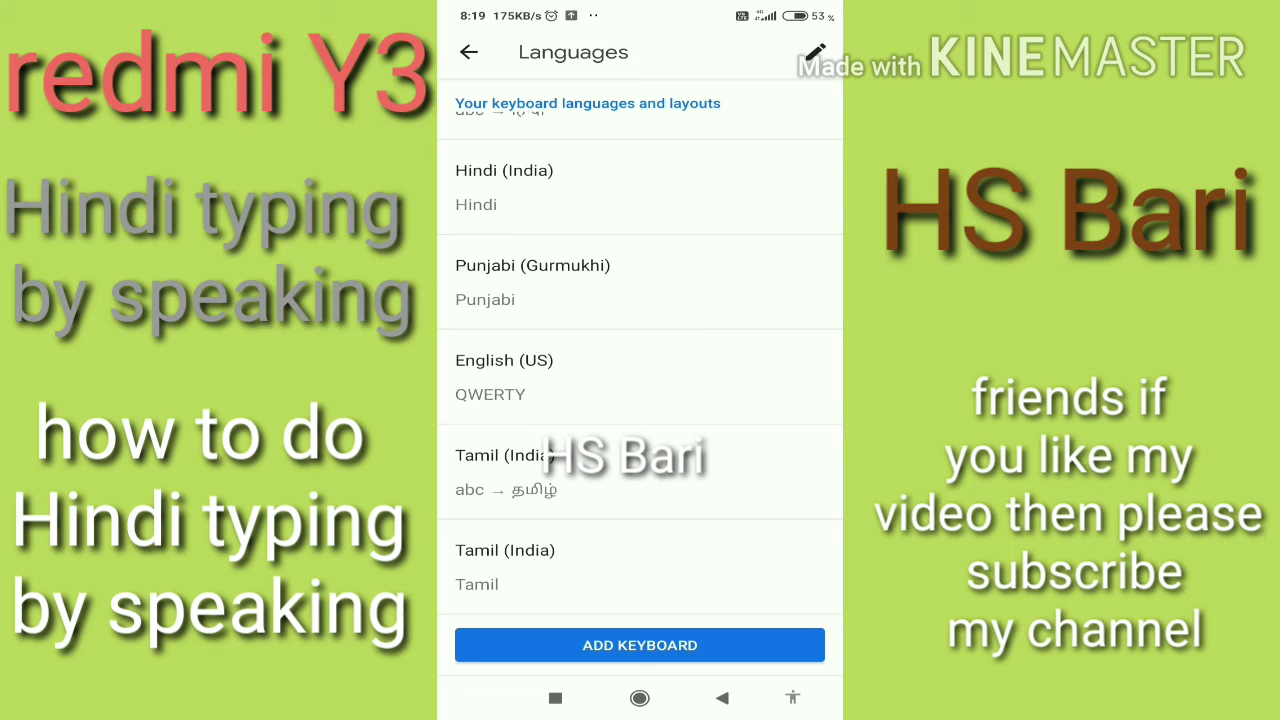 redmi Y3
Hindi typing
by speaking
how to do
Hindi typing
by speaking
8:19 175KB/s 4G 53 %
Languages
Your keyboard languages and layouts
Hindi (India)
Hindi
Punjabi (Gurmukhi)
Punjabi
English (US)
QWERTY
Tamil (India)
abc → தமிழ்
Tamil (India)
Tamil
ADD KEYBOARD
HS Bari
Made with KINEMASTER
HS Bari
friends if
you like my
video then please
subscribe
my channel